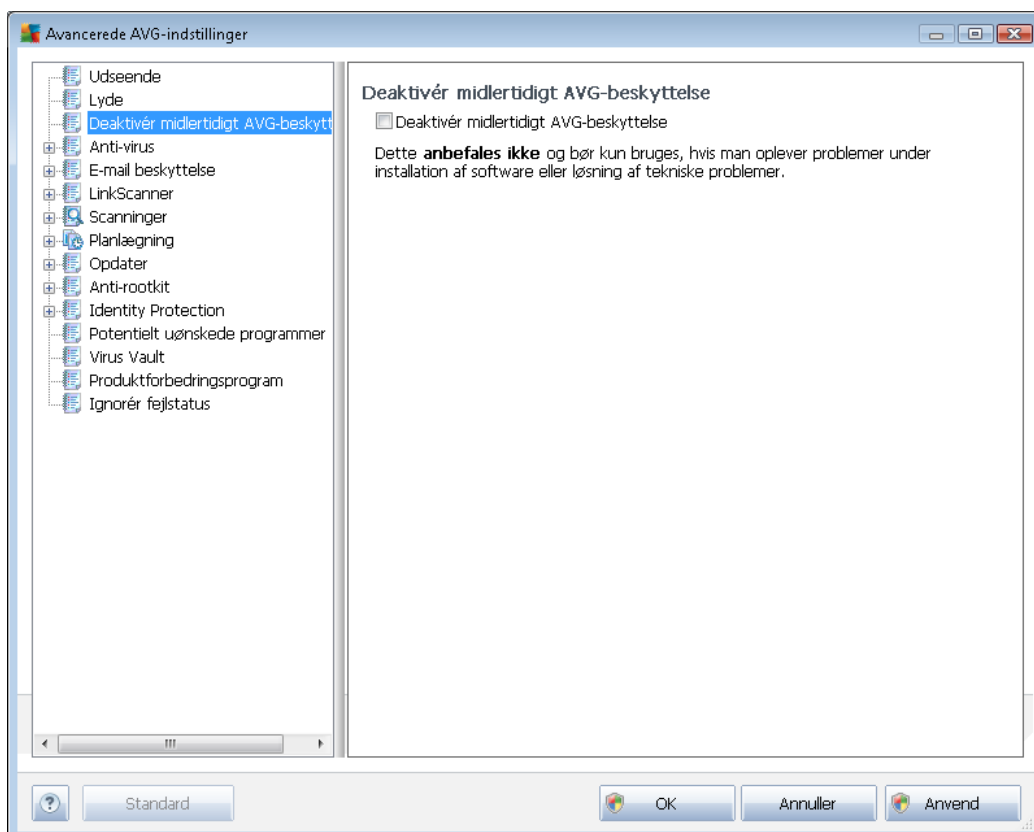 Avancerede AVG-indstillinger
Udseende
Lyde
Deaktivér midlertidigt AVG-beskytt
Anti-virus
E-mail beskyttelse
LinkScanner
Scanninger
Planlægning
Opdater
Anti-rootkit
Identity Protection
Potentielt uønskede programmer
Virus Vault
Produktforbedringsprogram
Ignorér fejlstatus
Deaktivér midlertidigt AVG-beskyttelse
Deaktivér midlertidigt AVG-beskyttelse
Dette anbefales ikke og bør kun bruges, hvis man oplever problemer under
installation af software eller løsning af tekniske problemer.
Standard
OK
Annuller
Anvend